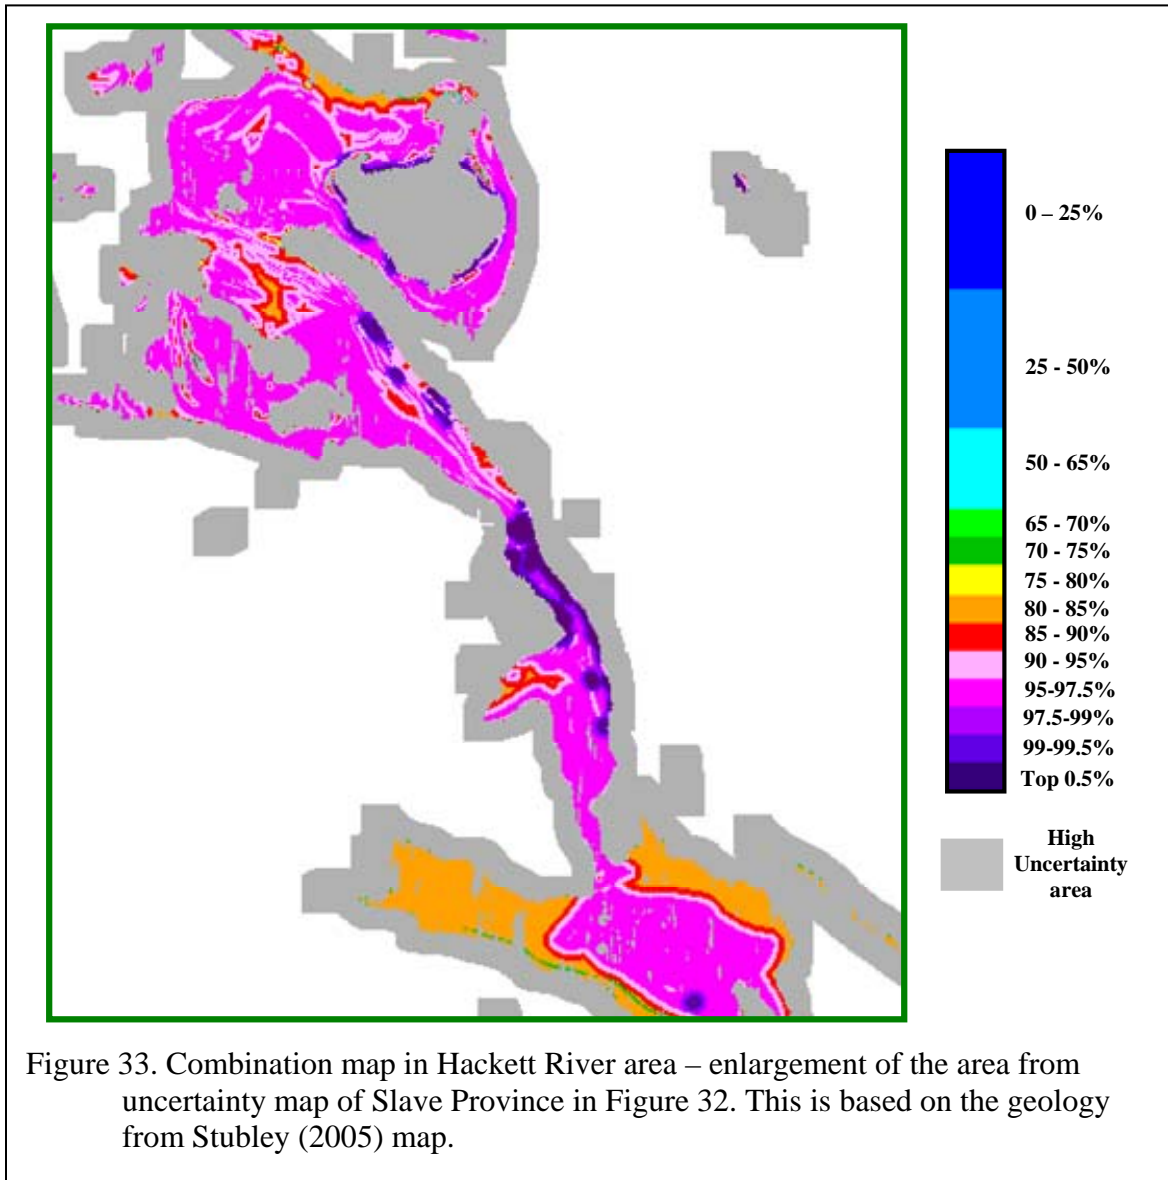 0 – 25%
25 - 50%
50 - 65%
65 - 70%
70 - 75%
75 - 80%
80 - 85%
85 - 90%
90 - 95%
95-97.5%
97.5-99%
99-99.5%
Top 0.5%
High
Uncertainty
area
Figure 33. Combination map in Hackett River area – enlargement of the area from
uncertainty map of Slave Province in Figure 32. This is based on the geology
from Stubley (2005) map.